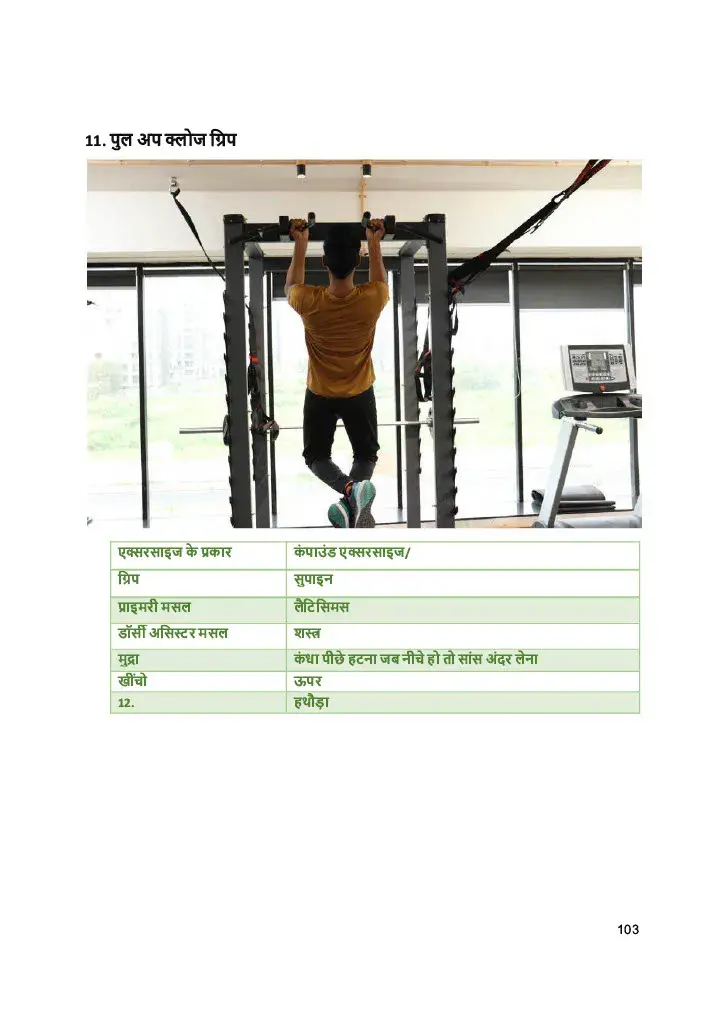 11. पुल अप क्लोज ग्रिप
एक्सरसाइज के प्रकार कंपाउंड एक्सरसाइज/
ग्रिप सुपाइन
प्राइमरी मसल लैटिसिमस
डॉर्सी असिस्टर मसल शस्त्र
मुद्रा कंधा पीछे हटना जब नीचे हो तो सांस अंदर लेना
खींचो ऊपर
12. हथौड़ा
103